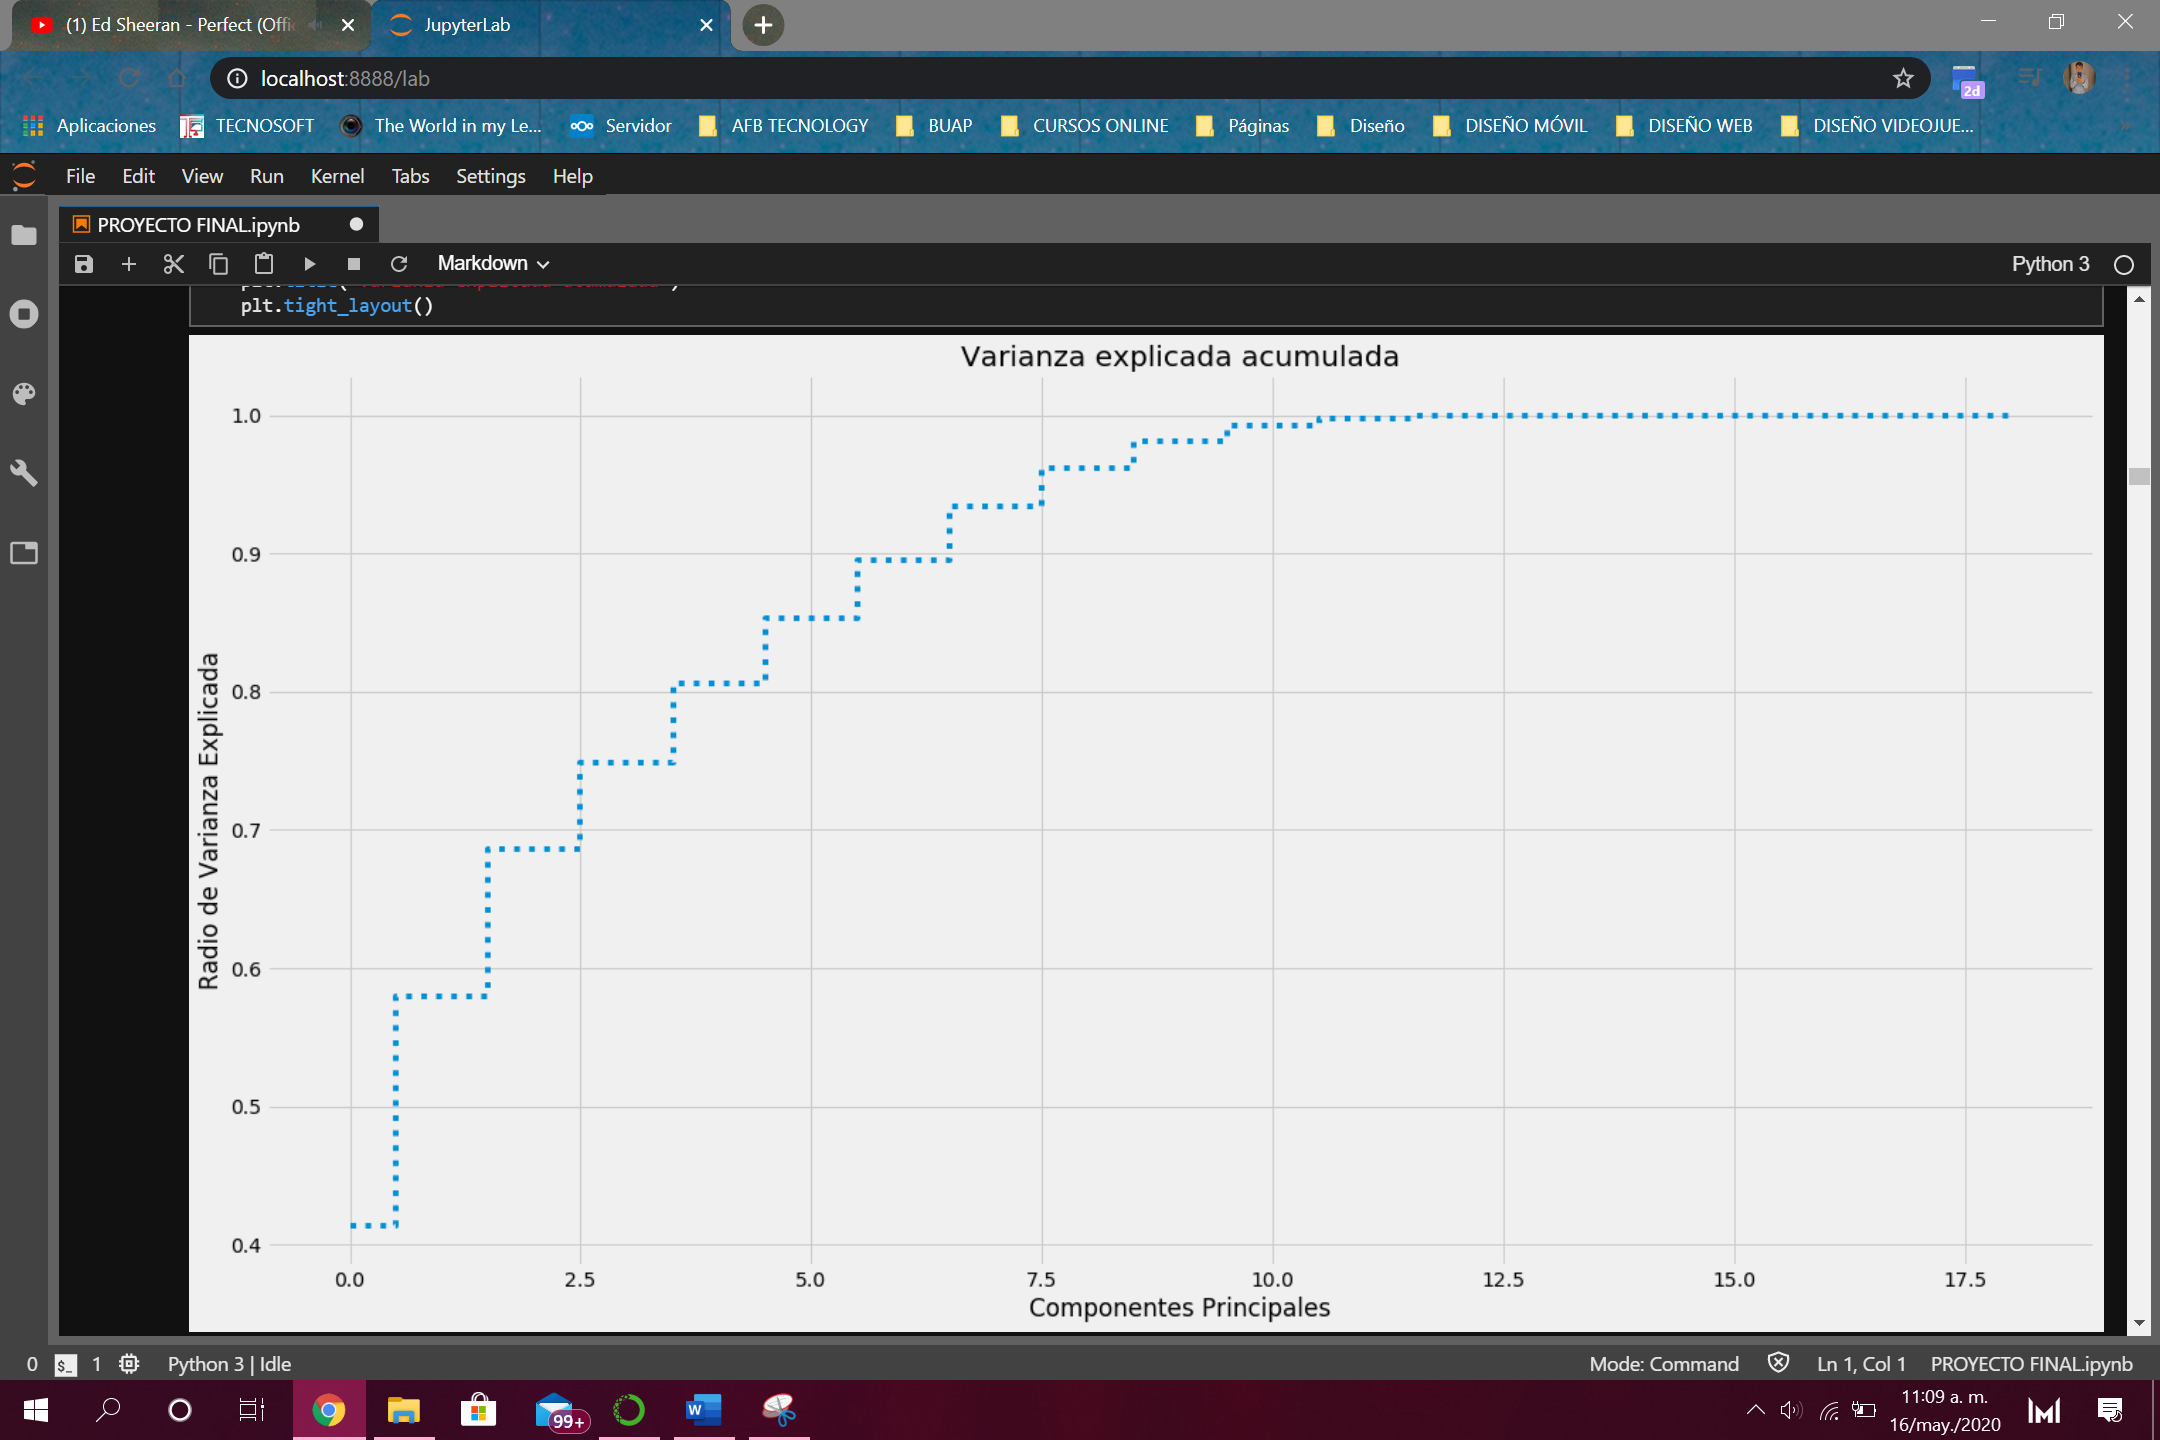 (1) Ed Sheeran - Perfect (Offi
JupyterLab
localhost:8888/lab
2d
Aplicaciones
TECNOSOFT
The World in my Le...
Servidor
AFB TECNOLOGY
BUAP
CURSOS ONLINE
Páginas
Diseño
DISEÑO MÓVIL
DISEÑO WEB
DISEÑO VIDEOJUE...
File Edit View Run Kernel Tabs Settings Help
PROYECTO FINAL.ipynb
Markdown
Python 3
plt.tight_layout()
Varianza explicada acumulada
Radio de Varianza Explicada
1.0
0.9
0.8
0.7
0.6
0.5
0.4
0.0 2.5 5.0 7.5 10.0 12.5 15.0 17.5
Componentes Principales
0 $_ 1 Python 3 | Idle
Mode: Command Ln 1, Col 1 PROYECTO FINAL.ipynb
99+
W
11:09 a. m.
16/may./2020